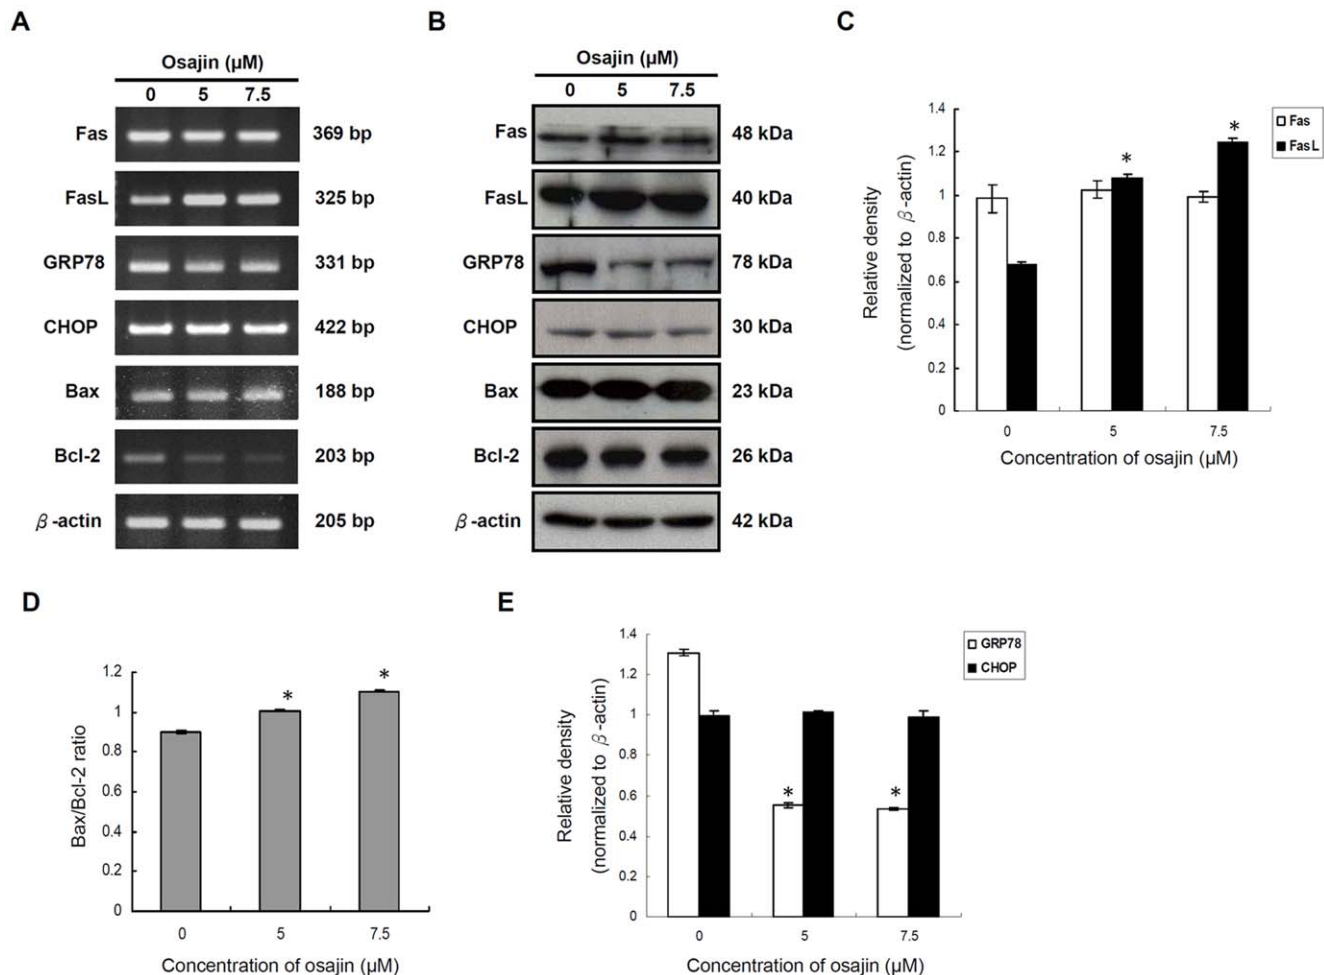 A
Osajin (µM)
0 5 7.5
Fas 369 bp
FasL 325 bp
GRP78 331 bp
CHOP 422 bp
Bax 188 bp
Bcl-2 203 bp
β-actin 205 bp
B
Osajin (µM)
0 5 7.5
Fas 48 kDa
FasL 40 kDa
GRP78 78 kDa
CHOP 30 kDa
Bax 23 kDa
Bcl-2 26 kDa
β-actin 42 kDa
C
Relative density
(normalized to β-actin)
1.4
1.2
1
0.8
0.6
0.4
0.2
0
*
*
Fas
FasL
0 5 7.5
Concentration of osajin (µM)
D
Bax/Bcl-2 ratio
1.2
1
0.8
0.6
0.4
0.2
0
*
*
0 5 7.5
Concentration of osajin (µM)
E
Relative density
(normalized to β-actin)
1.4
1.2
1
0.8
0.6
0.4
0.2
0
*
*
GRP78
CHOP
0 5 7.5
Concentration of osajin (µM)